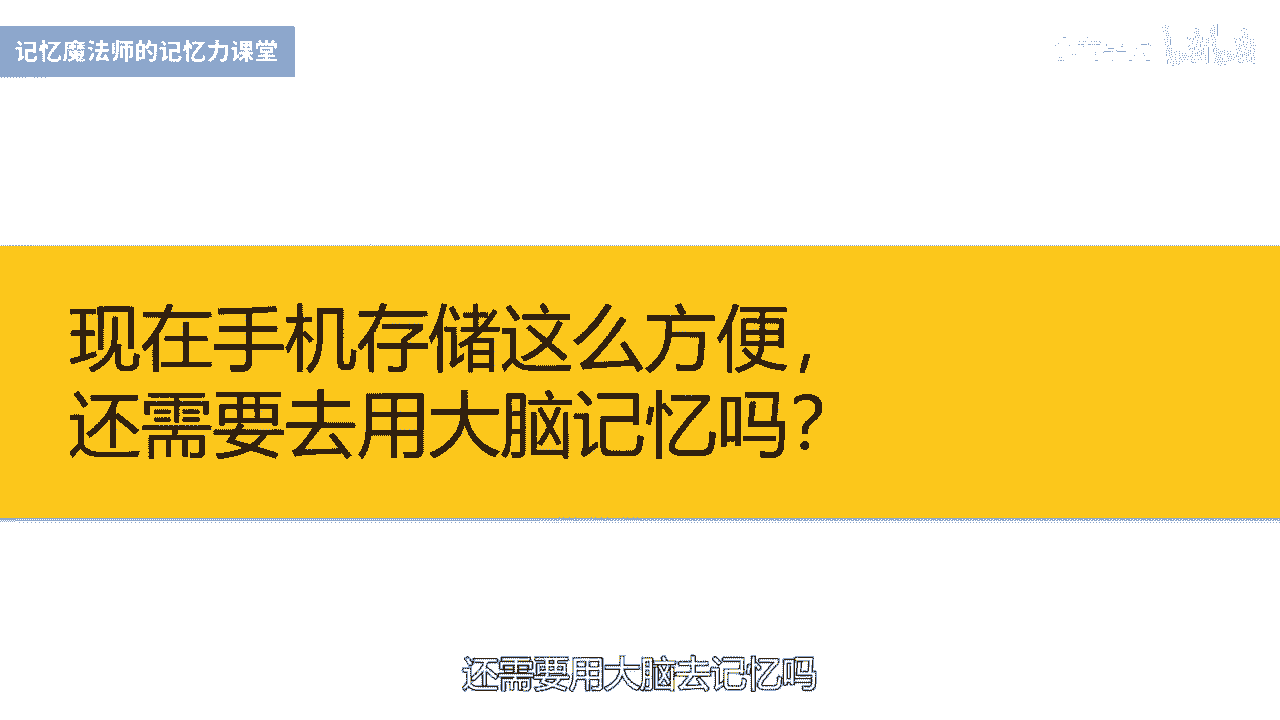 记忆魔法师的记忆力课堂
现在手机存储这么方便，
还需要去用大脑记忆吗？
还需要用大脑去记忆吗